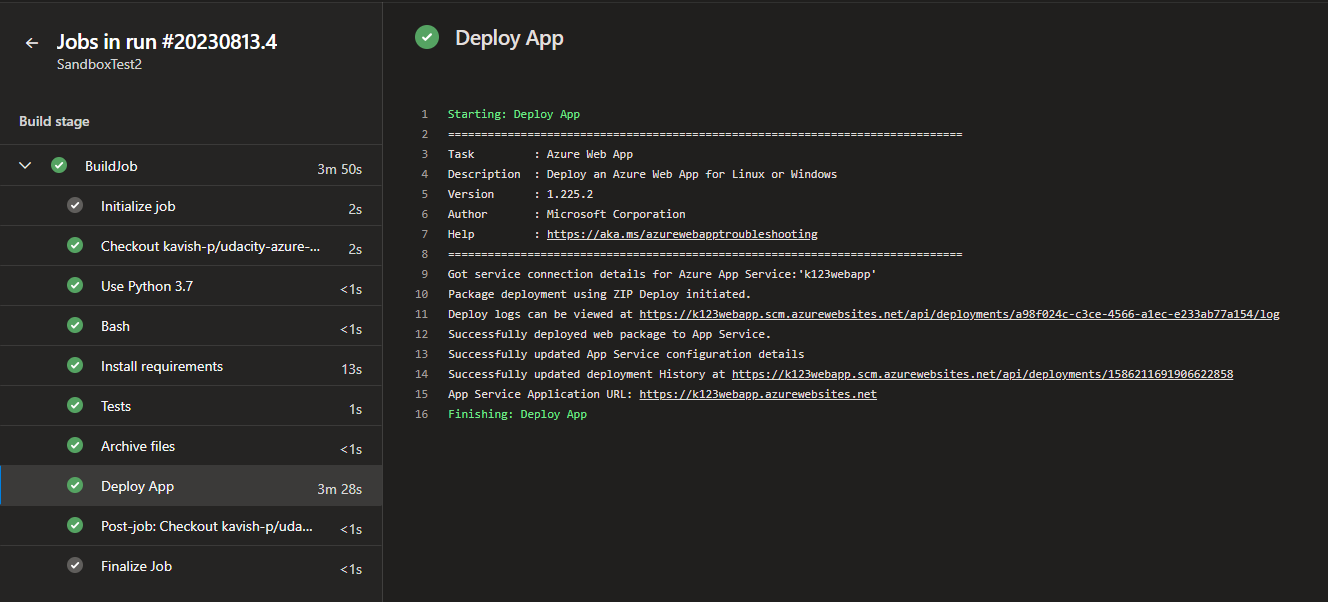 Jobs in run #20230813.4
SandboxTest2
Build stage
BuildJob 3m 50s
Initialize job 2s
Checkout kavish-p/udacity-azure-... 2s
Use Python 3.7 <1s
Bash <1s
Install requirements 13s
Tests 1s
Archive files <1s
Deploy App 3m 28s
Post-job: Checkout kavish-p/uda... <1s
Finalize Job <1s
Deploy App
1 Starting: Deploy App
2 ==============================================================================
3 Task : Azure Web App
4 Description : Deploy an Azure Web App for Linux or Windows
5 Version : 1.225.2
6 Author : Microsoft Corporation
7 Help : https://aka.ms/azurewebapptroubleshooting
8 ==============================================================================
9 Got service connection details for Azure App Service:'k123webapp'
10 Package deployment using ZIP Deploy initiated.
11 Deploy logs can be viewed at https://k123webapp.scm.azurewebsites.net/api/deployments/a98f024c-c3ce-4566-a1ec-e233ab77a154/log
12 Successfully deployed web package to App Service.
13 Successfully updated App Service configuration details
14 Successfully updated deployment History at https://k123webapp.scm.azurewebsites.net/api/deployments/1586211691906622858
15 App Service Application URL: https://k123webapp.azurewebsites.net
16 Finishing: Deploy App